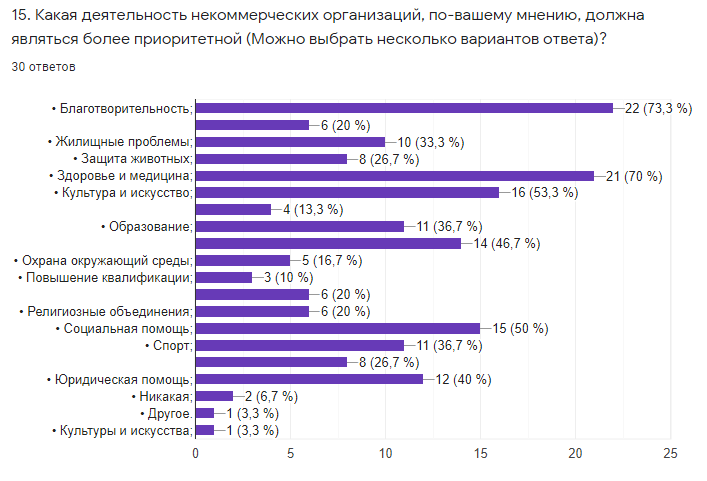 15. Какая деятельность некоммерческих организаций, по-вашему мнению, должна
являться более приоритетной (Можно выбрать несколько вариантов ответа)?
30 ответов
• Благотворительность; 22 (73,3 %)
6 (20 %)
• Жилищные проблемы; 10 (33,3 %)
• Защита животных; 8 (26,7 %)
• Здоровье и медицина; 21 (70 %)
• Культура и искусство; 16 (53,3 %)
4 (13,3 %)
• Образование; 11 (36,7 %)
14 (46,7 %)
• Охрана окружающий среды; 5 (16,7 %)
• Повышение квалификации; 3 (10 %)
6 (20 %)
• Религиозные объединения; 6 (20 %)
• Социальная помощь; 15 (50 %)
• Спорт; 11 (36,7 %)
8 (26,7 %)
• Юридическая помощь; 12 (40 %)
• Никакая; 2 (6,7 %)
• Другое. 1 (3,3 %)
• Культуры и искусства; 1 (3,3 %)
0 5 10 15 20 25